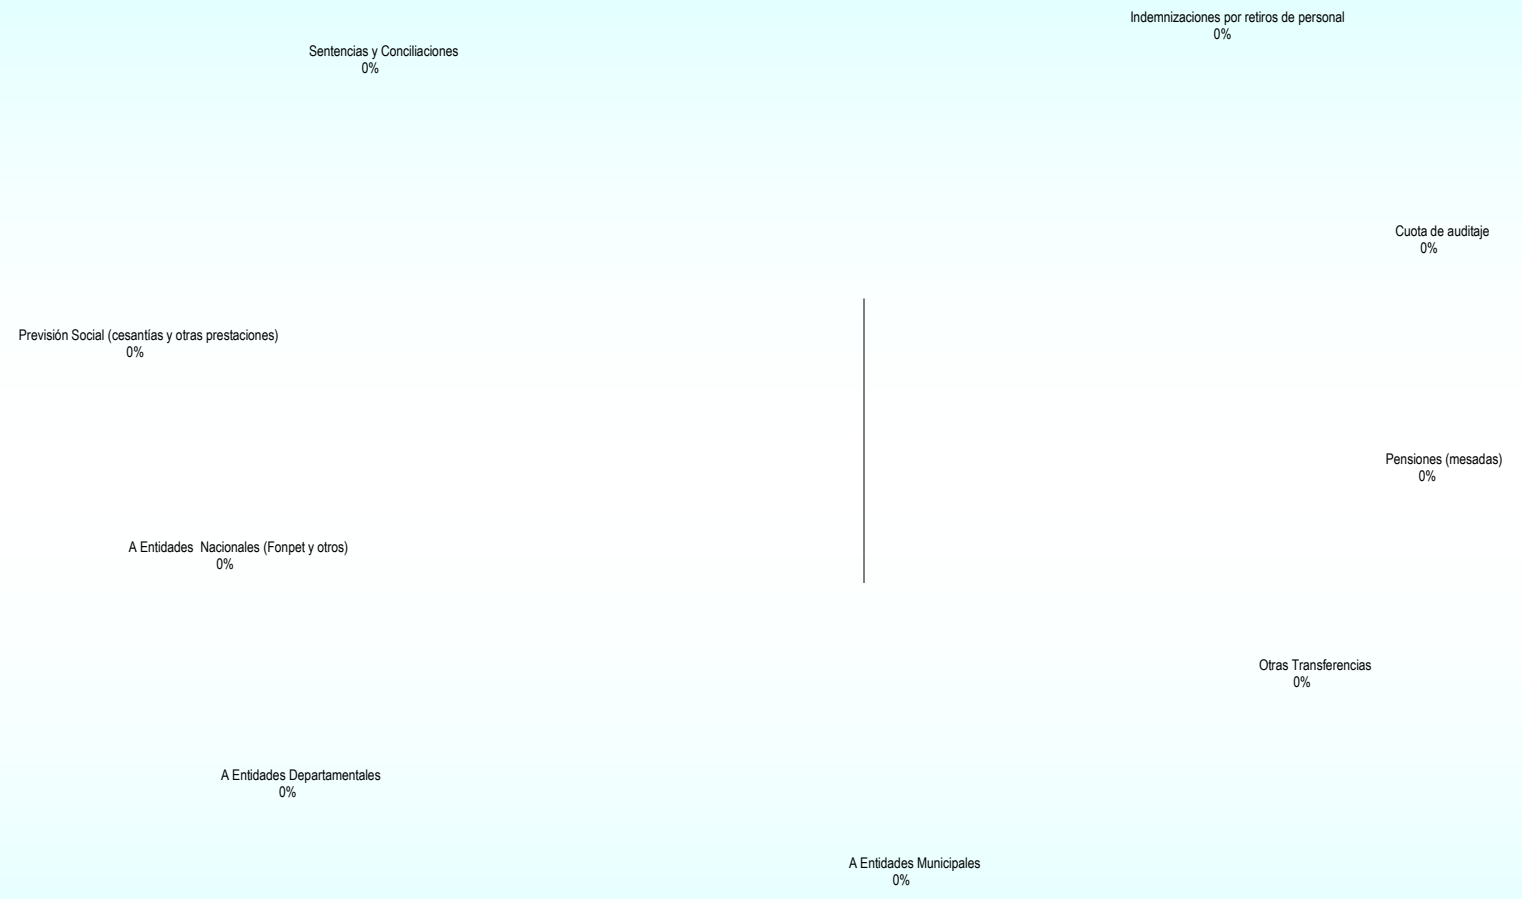 Indemnizaciones por retiros de personal
0%
Sentencias y Conciliaciones
0%
Cuota de auditaje
0%
Previsión Social (cesantías y otras prestaciones)
0%
Pensiones (mesadas)
0%
A Entidades  Nacionales (Fonpet y otros)
0%
Otras Transferencias
0%
A Entidades Departamentales
0%
A Entidades Municipales
0%